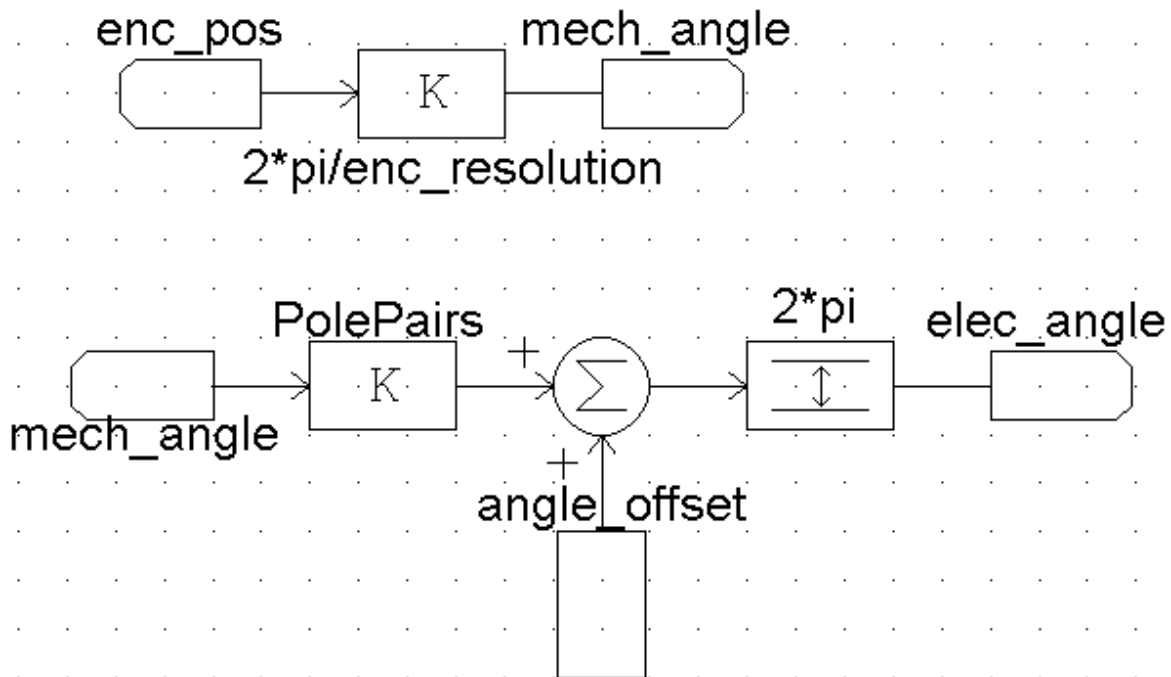 enc_pos
mech_angle
K
2*pi/enc_resolution
PolePairs
2*pi
elec_angle
+
K
Σ
mech_angle
+
angle_offset